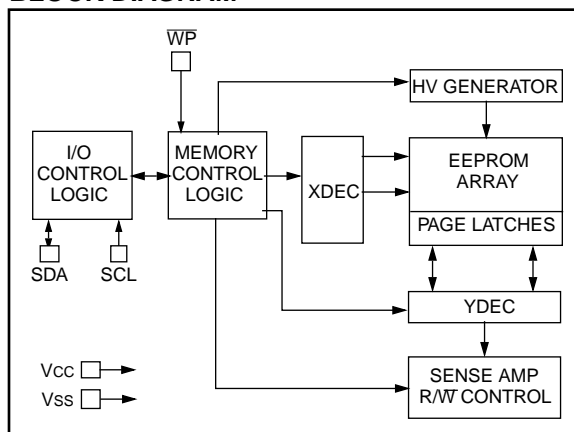 BLOCK DIAGRAM
WP
HV GENERATOR
I/O
CONTROL
LOGIC
MEMORY
CONTROL
LOGIC
XDEC
EEPROM
ARRAY
PAGE LATCHES
SDA
SCL
YDEC
VCC
VSS
SENSE AMP
R/W CONTROL